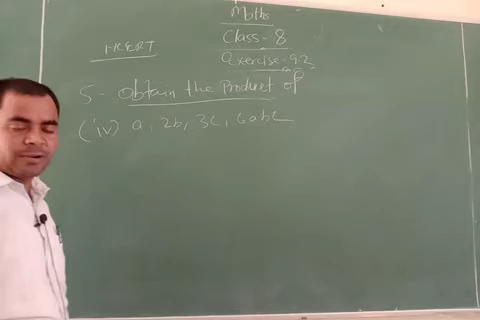 Maths
Class-8
NCERT
Exercise-9.2
5- Obtain the Product of
(iv) a, 2b, 3c, 6abc